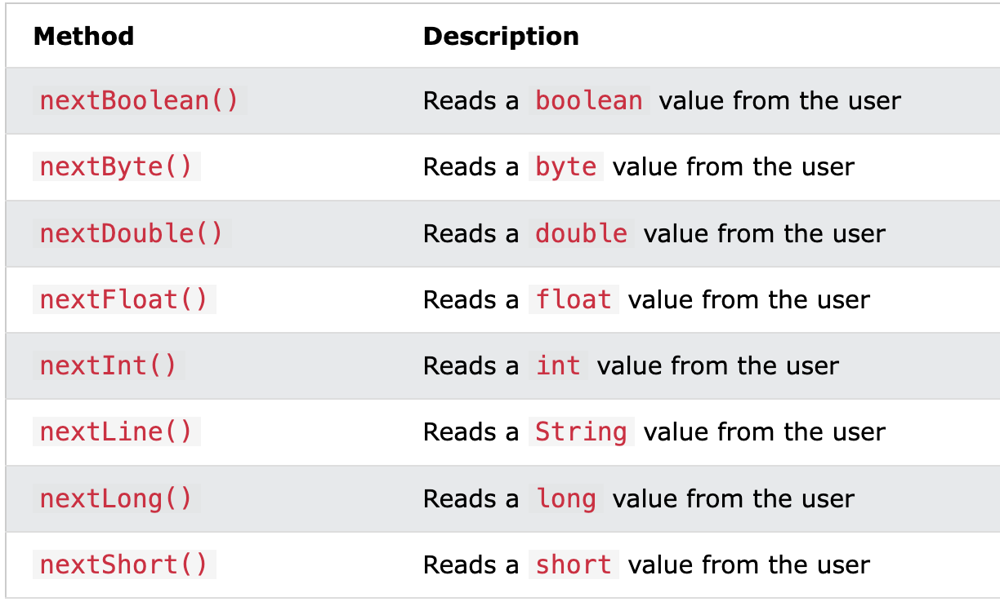 Method Description
nextBoolean() Reads a boolean value from the user
nextByte() Reads a byte value from the user
nextDouble() Reads a double value from the user
nextFloat() Reads a float value from the user
nextInt() Reads a int value from the user
nextLine() Reads a String value from the user
nextLong() Reads a long value from the user
nextShort() Reads a short value from the user